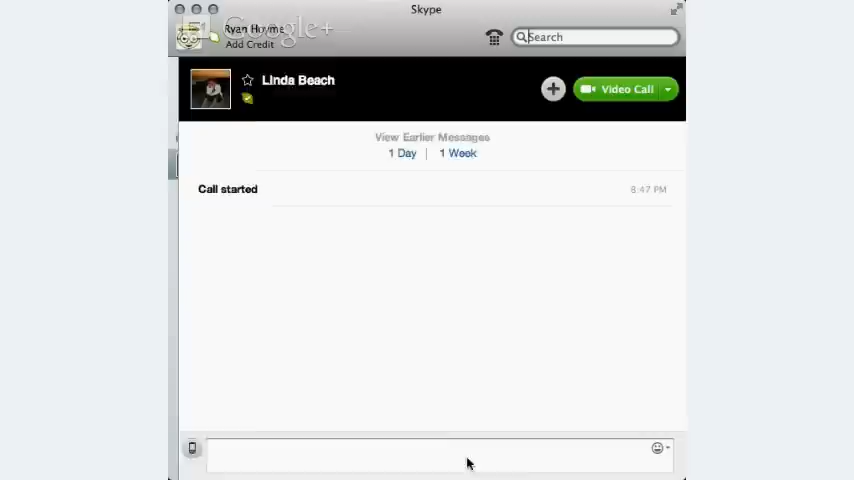 Skype
Google+
Ryan Hoyme
Add Credit
Search
Linda Beach
Video Call
View Earlier Messages
1 Day | 1 Week
Call started
8:47 PM